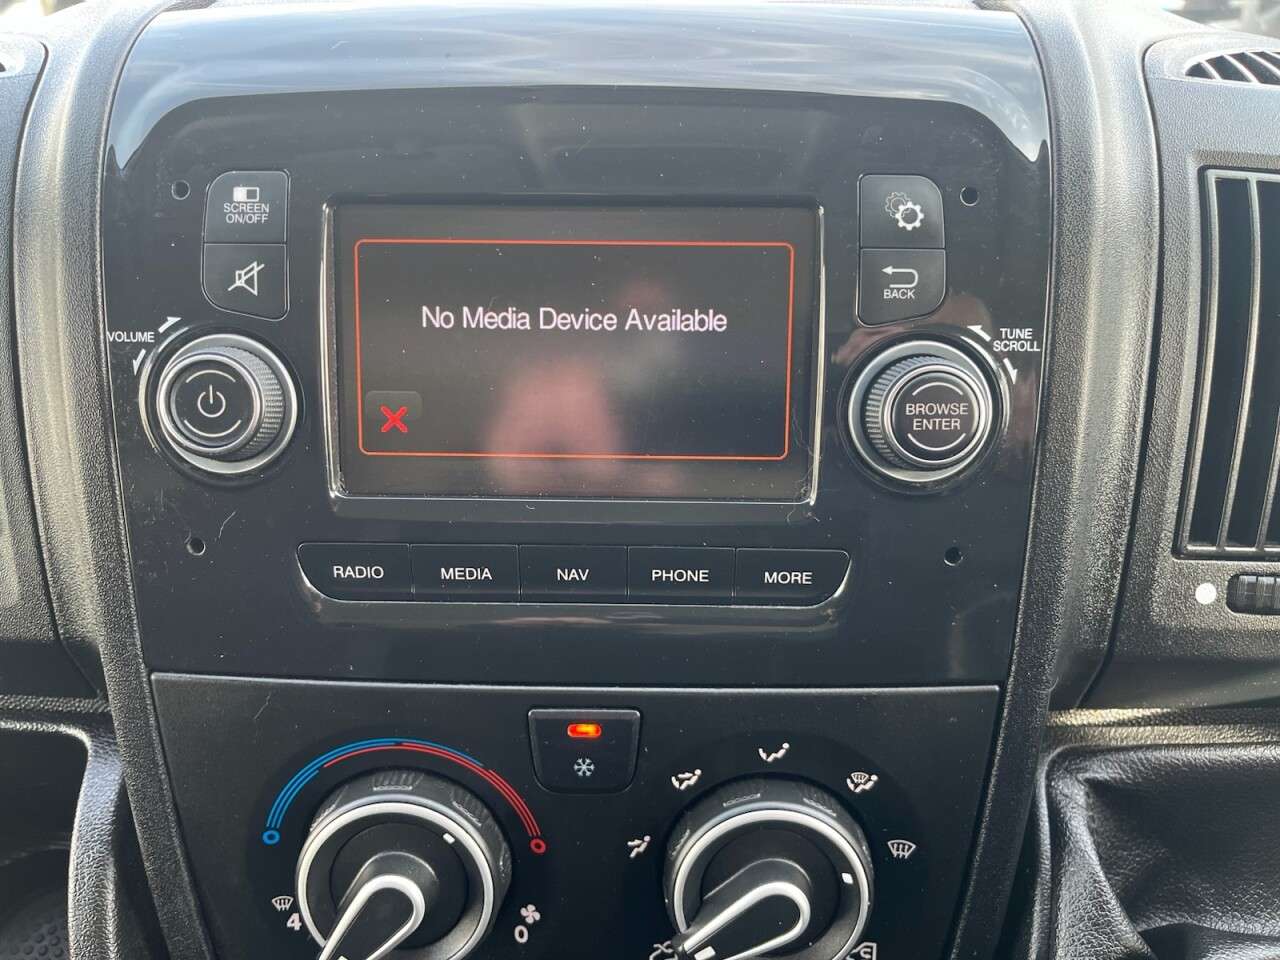 SCREEN
ON/OFF
BACK
VOLUME
TUNE
SCROLL
No Media Device Available
BROWSE
ENTER
RADIO
MEDIA
NAV
PHONE
MORE
4
0